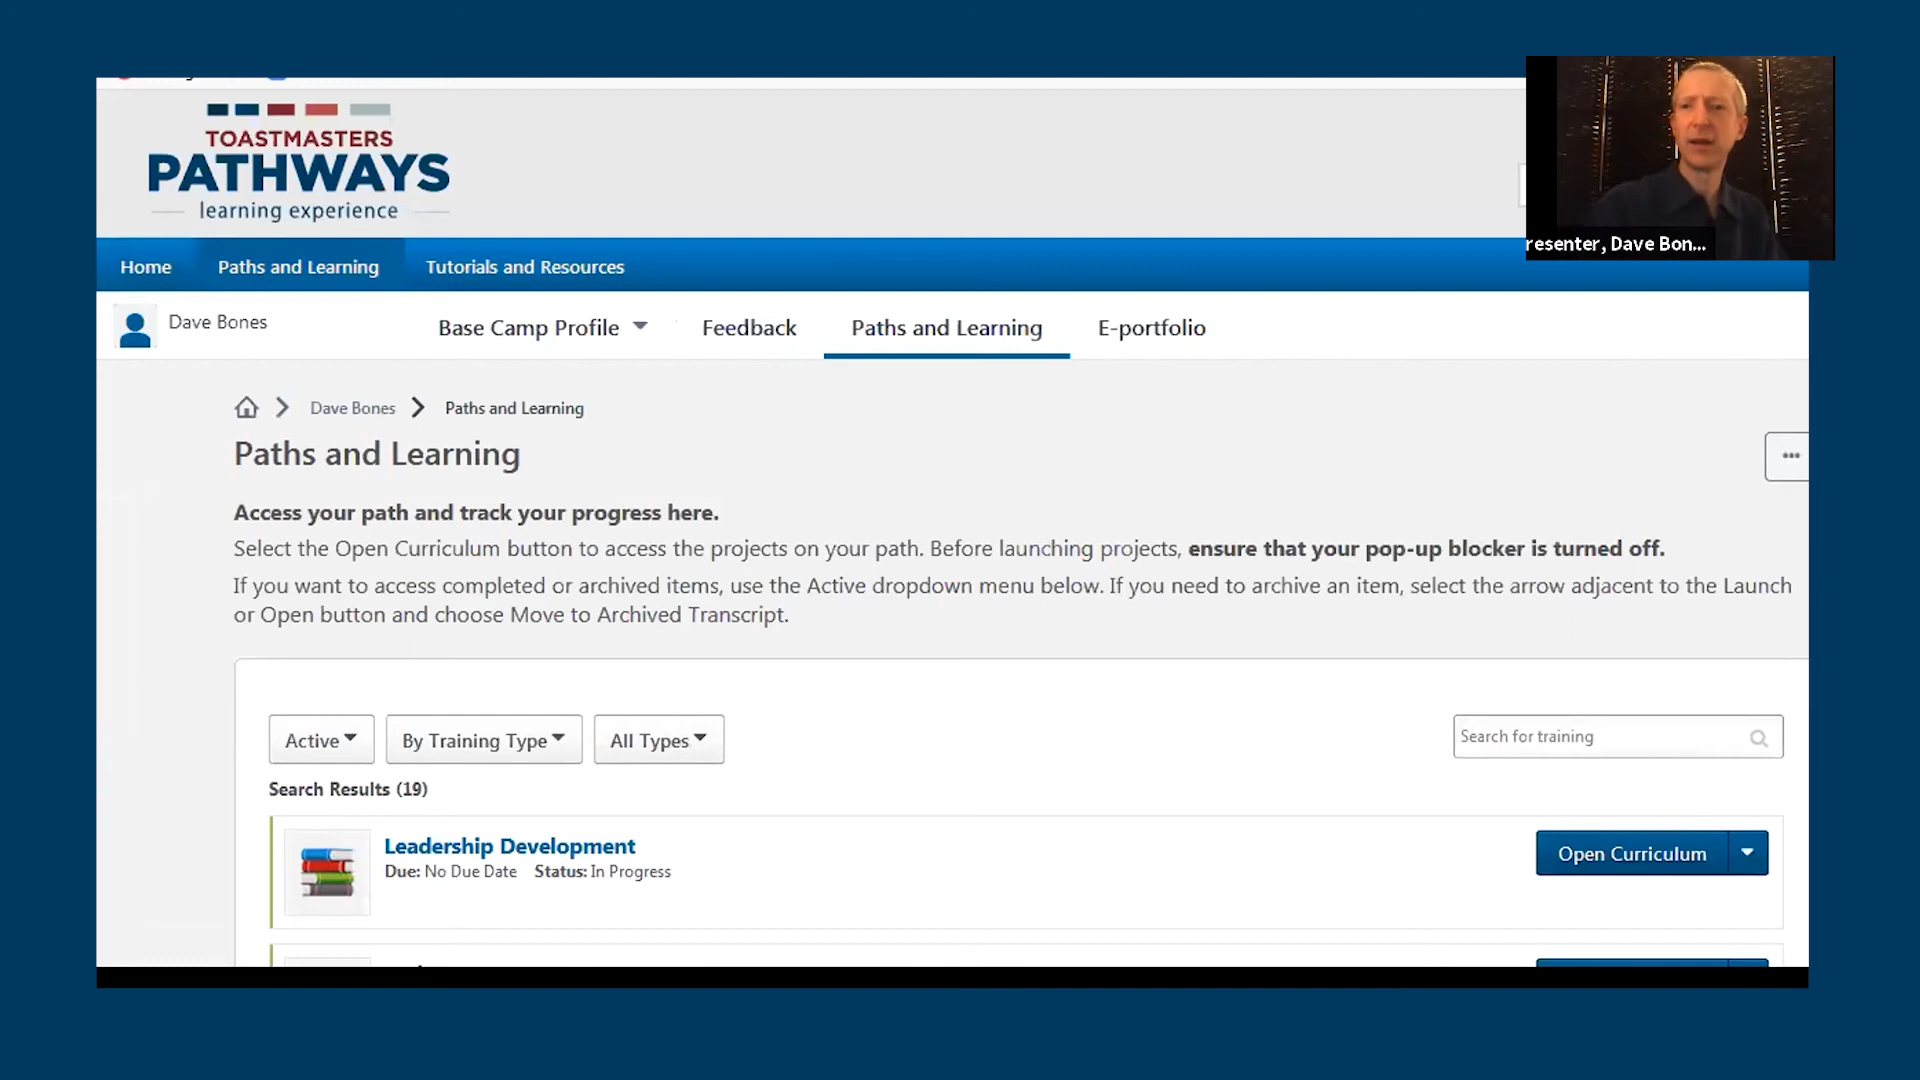 TOASTMASTERS
PATHWAYS
learning experience
resenter, Dave Bon...
Home Paths and Learning Tutorials and Resources
Dave Bones Base Camp Profile Feedback Paths and Learning E-portfolio
Dave Bones Paths and Learning
Paths and Learning
Access your path and track your progress here.
Select the Open Curriculum button to access the projects on your path. Before launching projects, ensure that your pop-up blocker is turned off.
If you want to access completed or archived items, use the Active dropdown menu below. If you need to archive an item, select the arrow adjacent to the Launch
or Open button and choose Move to Archived Transcript.
Active By Training Type All Types Search for training
Search Results (19)
Leadership Development Open Curriculum
Due: No Due Date Status: In Progress